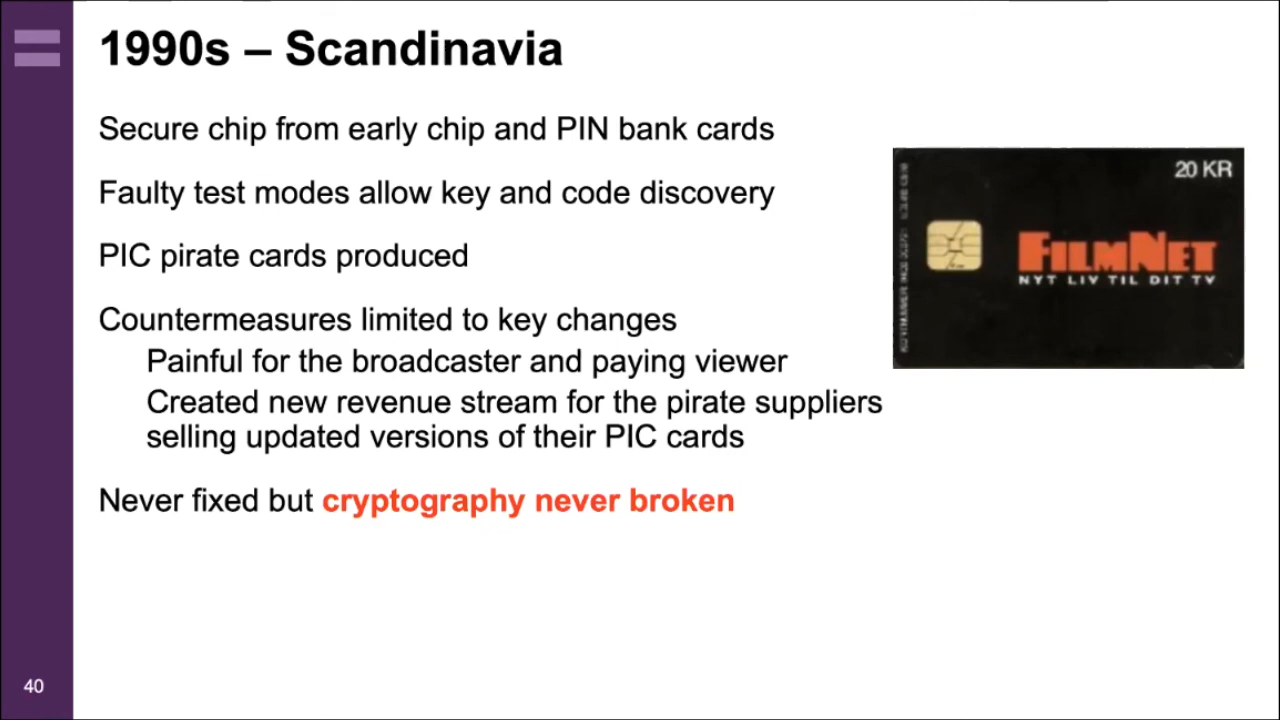 1990s – Scandinavia
Secure chip from early chip and PIN bank cards
Faulty test modes allow key and code discovery
PIC pirate cards produced
Countermeasures limited to key changes
Painful for the broadcaster and paying viewer
Created new revenue stream for the pirate suppliers
selling updated versions of their PIC cards
Never fixed but cryptography never broken
20 KR
FILMNET
NYT LIV TIL DIT TV
40